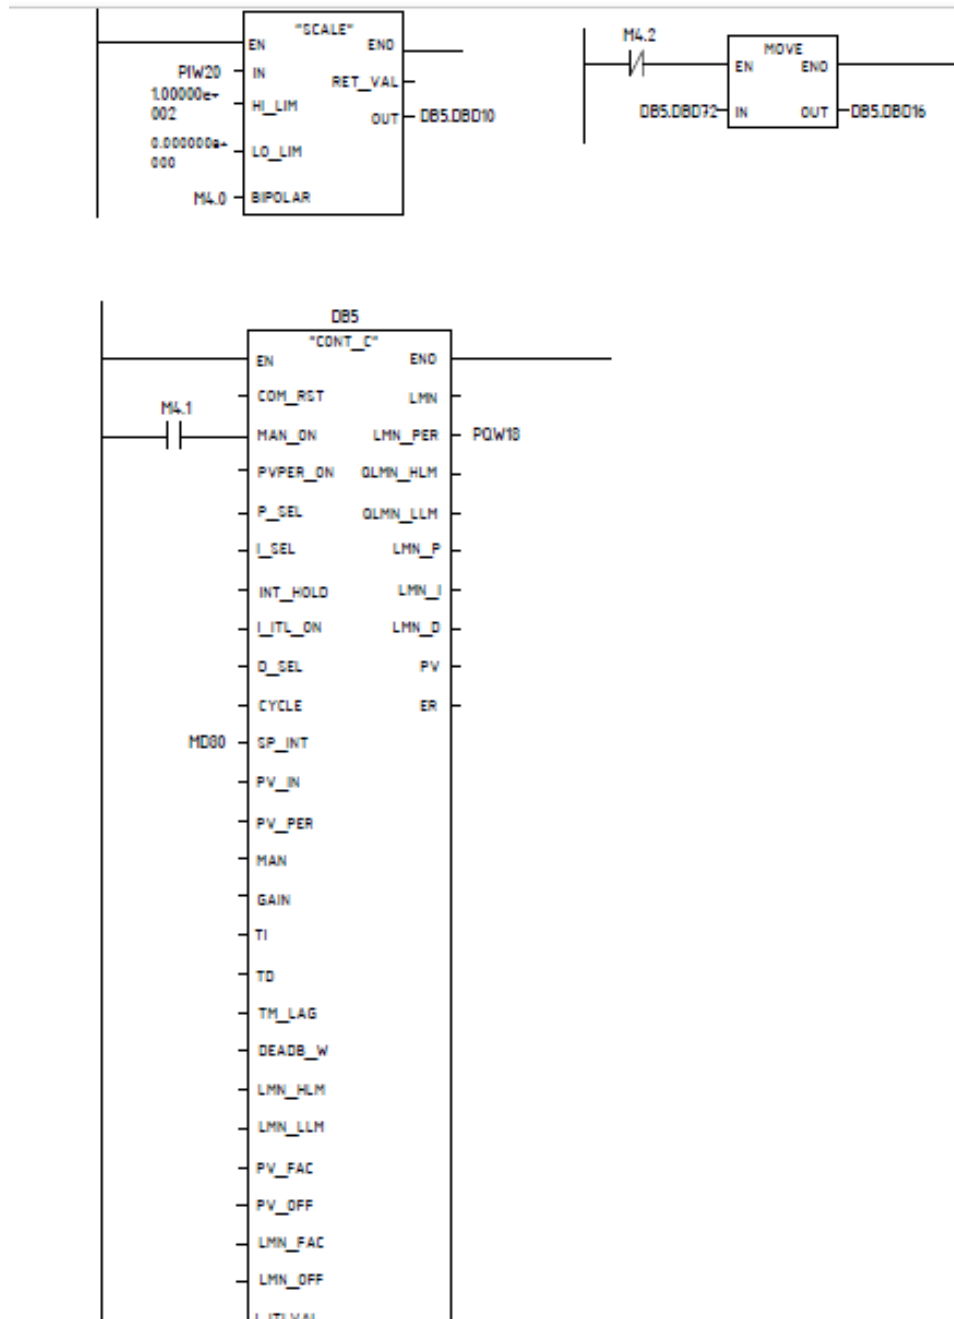 "SCALE"
EN ENO
PIW20 IN
RET_VAL
1.00000e+
002
HI_LIM
OUT DB5.DBD10
0.000000e+
000
LO_LIM
M4.0 BIPOLAR
M4.2
MOVE
EN ENO
DB5.DBD72 IN OUT DB5.DBD16
DB5
"CONT_C"
EN ENO
COM_RST LMN
M4.1
MAN_ON LMN_PER PQW18
PVPER_ON QLMN_HLM
P_SEL QLMN_LLM
I_SEL LMN_P
INT_HOLD LMN_I
I_ITL_ON LMN_D
D_SEL PV
CYCLE ER
MD80 SP_INT
PV_IN
PV_PER
MAN
GAIN
TI
TD
TM_LAG
DEADB_W
LMN_HLM
LMN_LLM
PV_FAC
PV_OFF
LMN_FAC
LMN_OFF